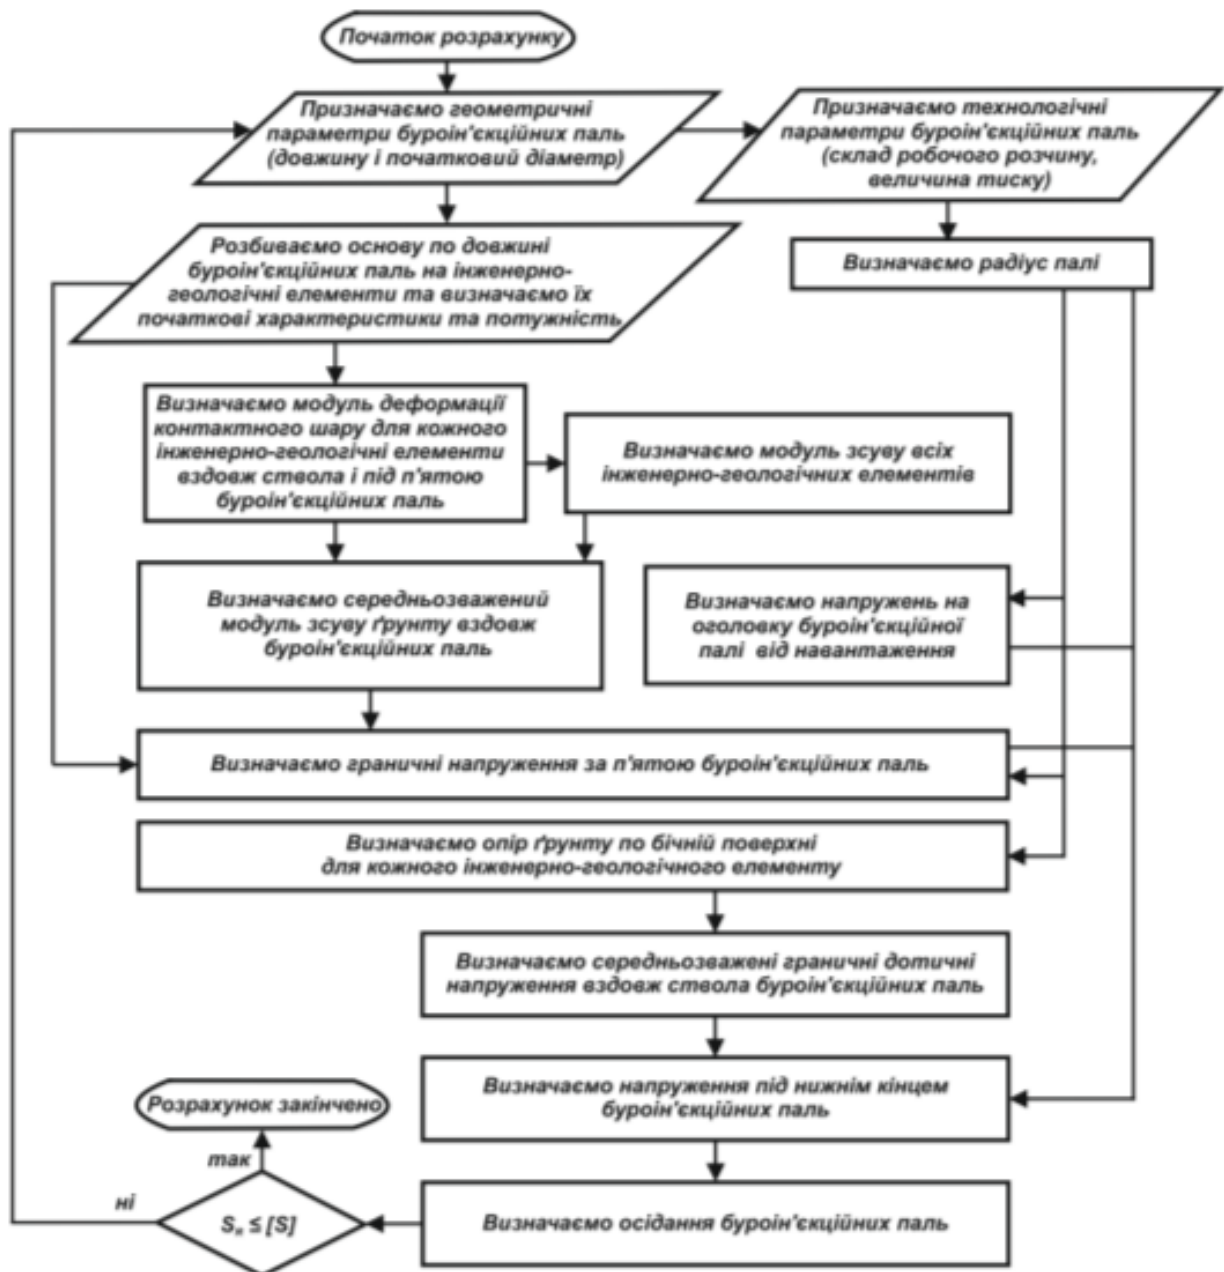 Початок розрахунку
Призначаємо геометричні
параметри буроін'єкційних паль
(довжину і початковий діаметр)
Призначаємо технологічні
параметри буроін'єкційних паль
(склад робочого розчину,
величина тиску)
Розбиваємо основу по довжині
буроін'єкційних паль на інженерно-
геологічні елементи та визначаємо їх
початкові характеристики та потужність
Визначаємо радіус палі
Визначаємо модуль деформації
контактного шару для кожного
інженерно-геологічні елементи
вздовж ствола і під п'ятою
буроін'єкційних паль
Визначаємо модуль зсуву всіх
інженерно-геологічних елементів
Визначаємо середньозважений
модуль зсуву ґрунту вздовж
буроін'єкційних паль
Визначаємо напружень на
оголовку буроін'єкційної
палі від навантаження
Визначаємо граничні напруження за п'ятою буроін'єкційних паль
Визначаємо опір ґрунту по бічній поверхні
для кожного інженерно-геологічного елементу
Визначаємо середньозважені граничні дотичні
напруження вздовж ствола буроін'єкційних паль
Визначаємо напруження під нижнім кінцем
буроін'єкційних паль
Розрахунок закінчено
так
ні
Sп ≤ [S]
Визначаємо осідання буроін'єкційних паль